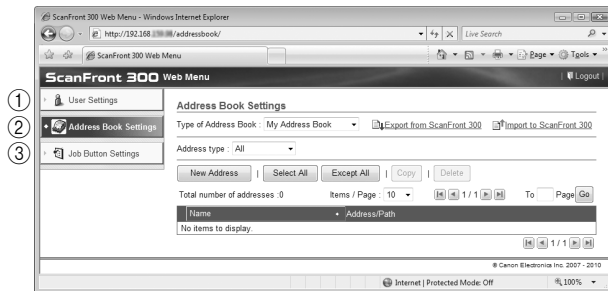 ScanFront 300 Web Menu - Windows Internet Explorer
http://192.168. /addressbook/
Live Search
ScanFront 300 Web Menu
Page
Tools
ScanFront 300 Web Menu
Logout
① User Settings
② Address Book Settings
③ Job Button Settings
Address Book Settings
Type of Address Book : My Address Book
Export from ScanFront 300
Import to ScanFront 300
Address type : All
New Address | Select All Except All | Copy | Delete
Total number of addresses :0 Items / Page : 10 1 / 1 To Page Go
Name Address/Path
No items to display.
1 / 1
© Canon Electronics Inc. 2007 - 2010
Internet | Protected Mode: Off 100%